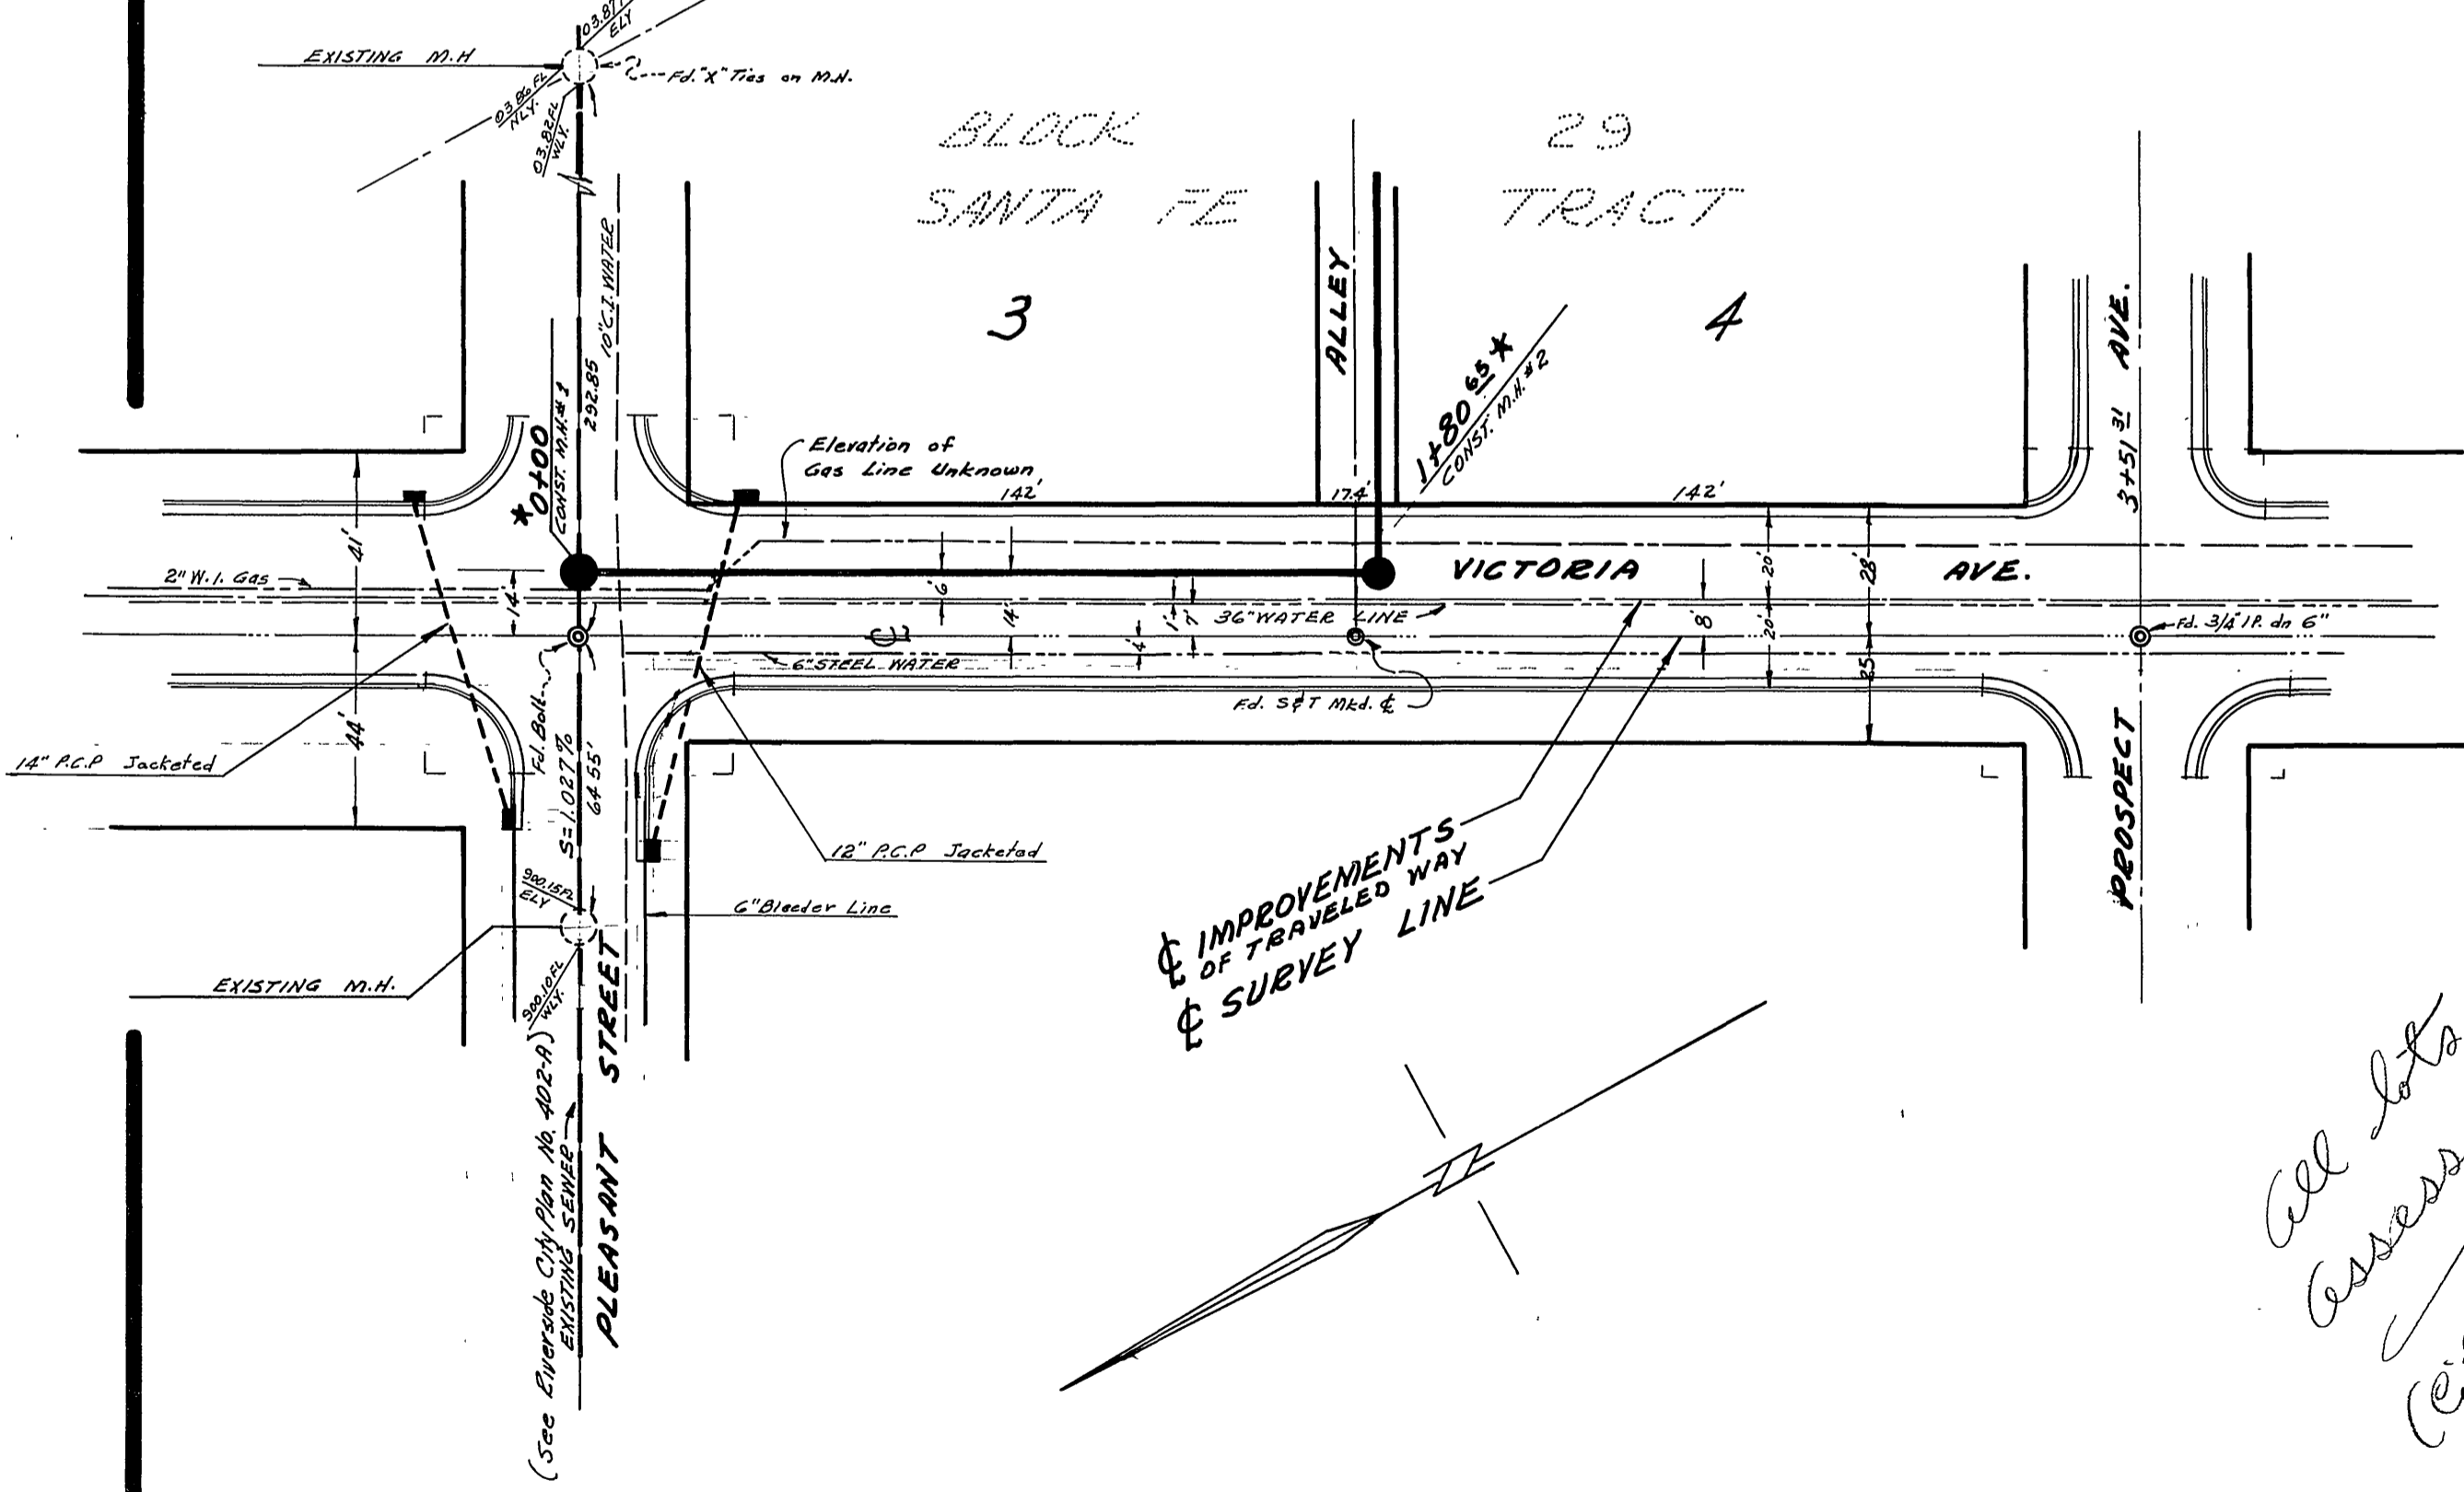 EXISTING M.H
ELY
Fd. "X" Ties on M.H.
03.86 FL
NLY.
03.82 FL
WLY.
BLOCK 29
SANTA FE TRACT
3
4
ALLEY
10" C.I. WATER
292.85
*0+00
CONST. M.H. #1
1+80 65 *
CONST. M.H. #2
3+51 31
PROSPECT AVE.
Elevation of
Gas Line Unknown
142'
17.4'
142'
41'
44'
2" W.I. Gas
14'
6'
14'
1'
7'
4'
36" WATER LINE
VICTORIA AVE.
8'
20'
20'
28'
25'
℄
6" STEEL WATER
Fd. 3/4" I.P. dn 6"
Fd. S&T Mkd. ℄
Fd. Bolt
S=1.027%
64 55'
14" P.C.P Jacketed
12" P.C.P Jacketed
900.15 FL
ELY
6" Bleeder Line
EXISTING M.H.
900.10 FL
WLY.
℄ IMPROVEMENTS
OF TRAVELED WAY
℄ SURVEY LINE
PLEASANT STREET
EXISTING SEWER
(See Riverside City Plan No. 402-A)
N
All lots
assess